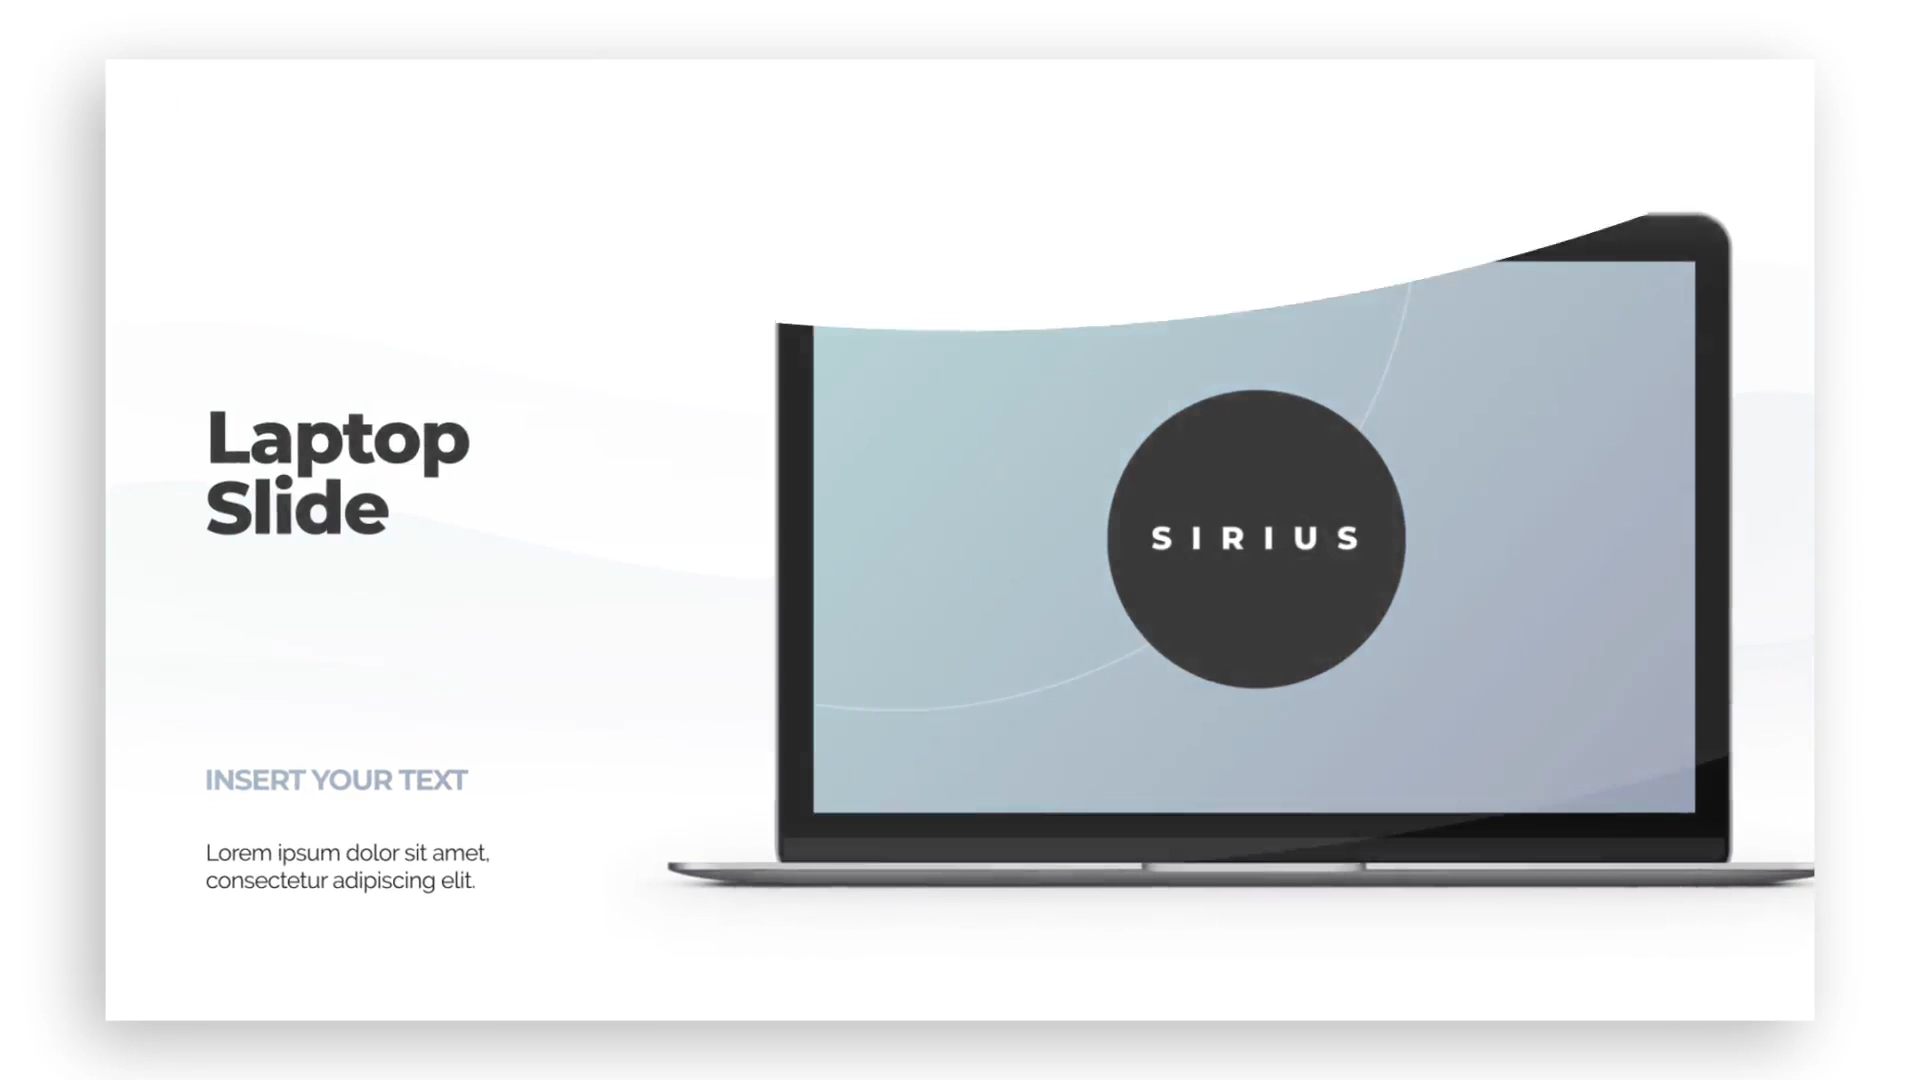 Laptop
Slide
INSERT YOUR TEXT
Lorem ipsum dolor sit amet,
consectetur adipiscing elit.
SIRIUS